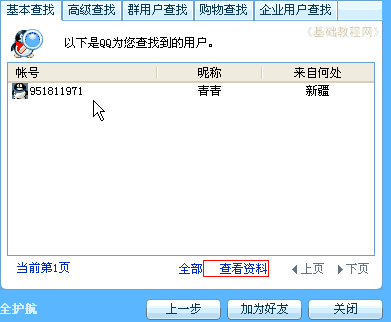 基本查找 高级查找 群用户查找 购物查找 企业用户查找
《基础教程网》
以下是QQ为您查找到的用户。
帐号 昵称 来自何处
951811971 青青 新疆
当前第1页 全部 查看资料 上页 下页
全护航 上一步 加为好友 关闭